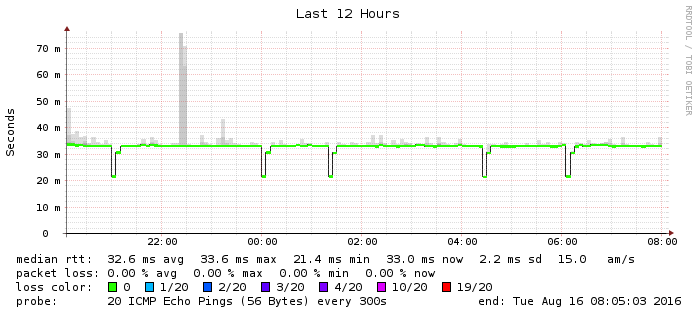 Last 12 Hours
RRDTOOL / TOBI OETIKER
Seconds
70 m
60 m
50 m
40 m
30 m
20 m
10 m
0
22:00 00:00 02:00 04:00 06:00 08:00
median rtt: 32.6 ms avg 33.6 ms max 21.4 ms min 33.0 ms now 2.2 ms sd 15.0 am/s
packet loss: 0.00 % avg 0.00 % max 0.00 % min 0.00 % now
loss color: 0 1/20 2/20 3/20 4/20 10/20 19/20
probe: 20 ICMP Echo Pings (56 Bytes) every 300s end: Tue Aug 16 08:05:03 2016